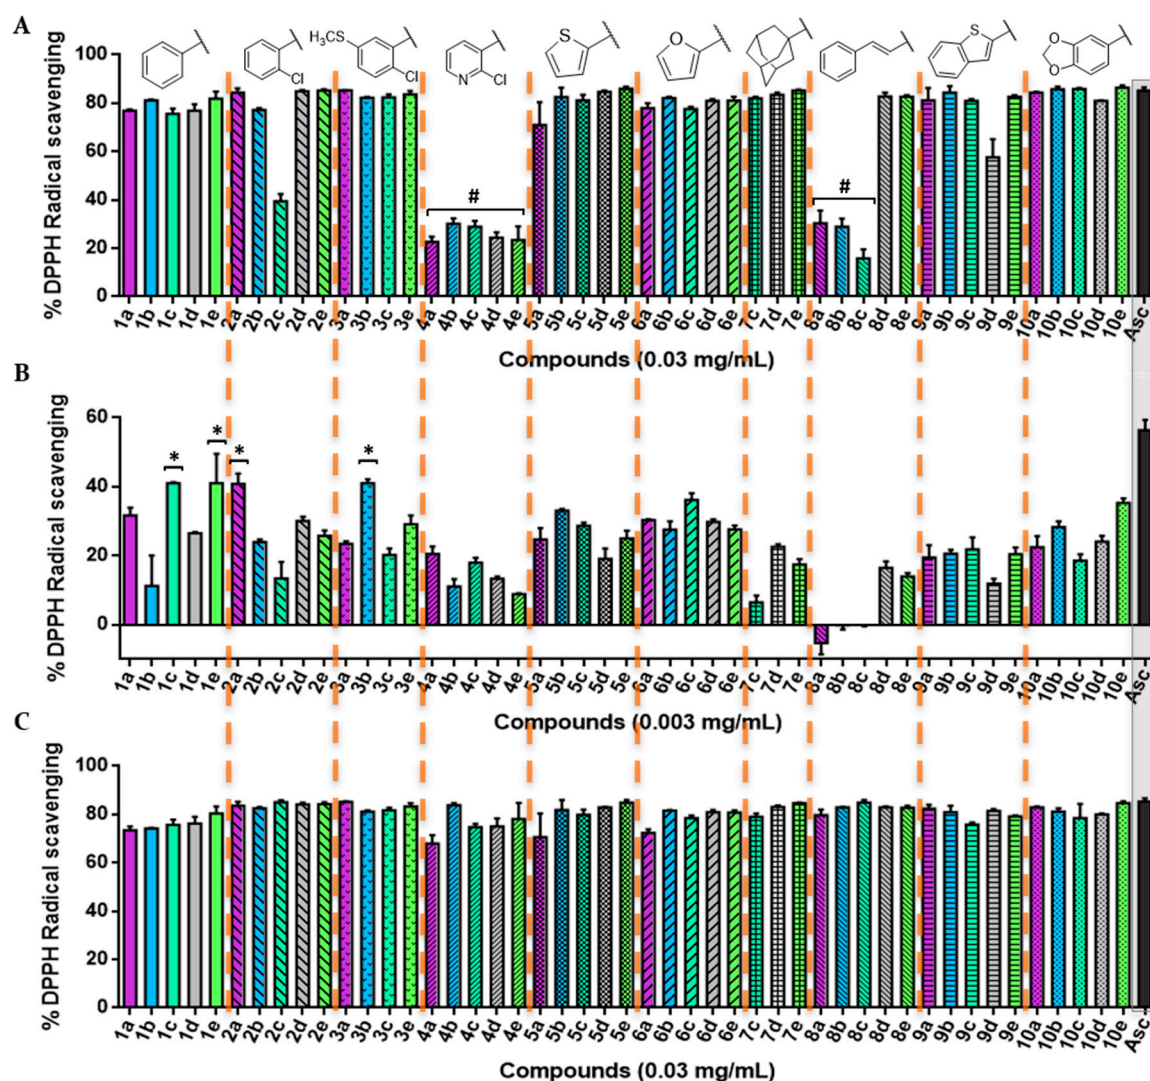 A
H₃CS
Cl
Cl
N
Cl
S
O
S
O
O
% DPPH Radical scavenging
100
80
60
40
20
0
#
#
1a 1b 1c 1d 1e 2a 2b 2c 2d 2e 3a 3b 3c 3e 4a 4b 4c 4d 4e 5a 5b 5c 5d 5e 6a 6b 6c 6d 6e 7c 7d 7e 8a 8b 8c 8d 8e 9a 9b 9c 9d 9e 10a 10b 10c 10d 10e Asc
Compounds (0.03 mg/mL)
B
% DPPH Radical scavenging
60
40
20
0
* * * *
1a 1b 1c 1d 1e 2a 2b 2c 2d 2e 3a 3b 3c 3e 4a 4b 4c 4d 4e 5a 5b 5c 5d 5e 6a 6b 6c 6d 6e 7c 7d 7e 8a 8b 8c 8d 8e 9a 9b 9c 9d 9e 10a 10b 10c 10d 10e Asc
Compounds (0.003 mg/mL)
C
% DPPH Radical scavenging
100
80
60
40
20
0
1a 1b 1c 1d 1e 2a 2b 2c 2d 2e 3a 3b 3c 3e 4a 4b 4c 4d 4e 5a 5b 5c 5d 5e 6a 6b 6c 6d 6e 7c 7d 7e 8a 8b 8c 8d 8e 9a 9b 9c 9d 9e 10a 10b 10c 10d 10e Asc
Compounds (0.03 mg/mL)